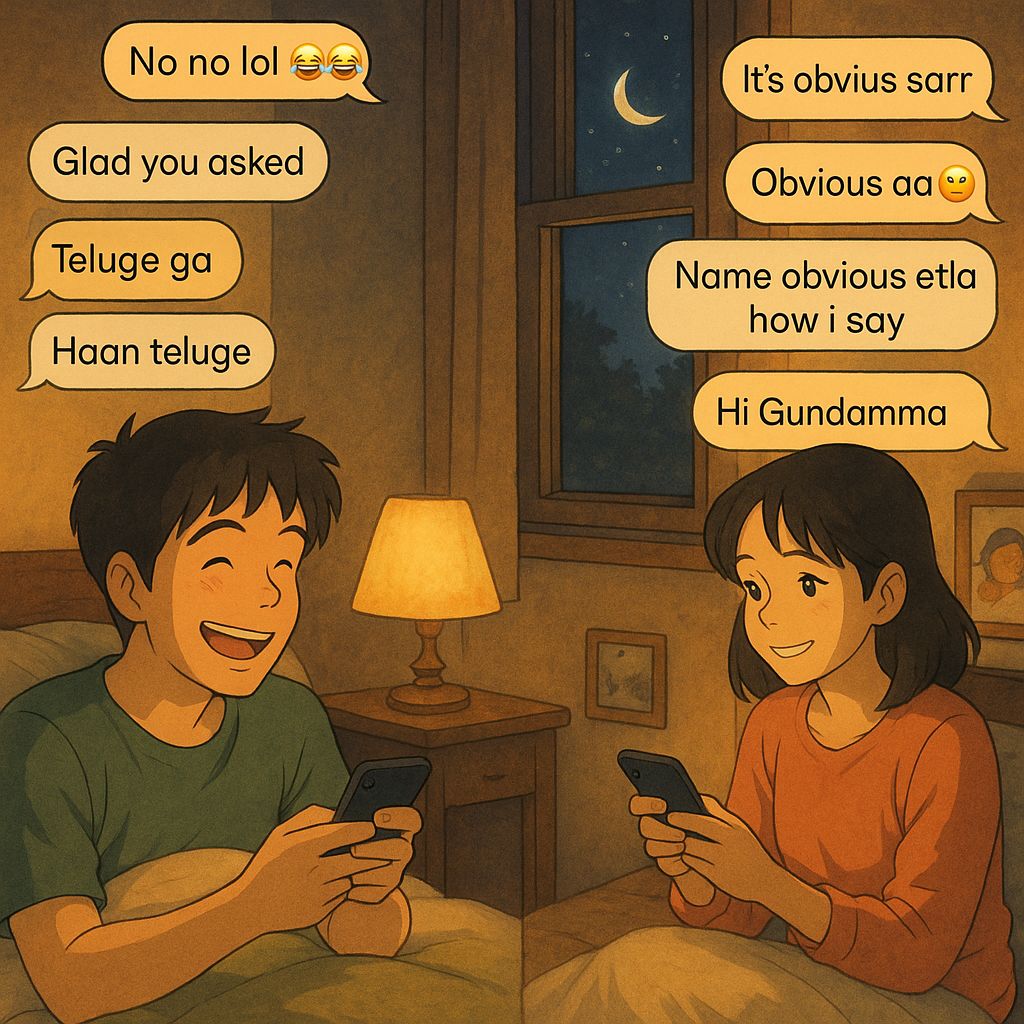 No no lol 😂😂
Glad you asked
Teluge ga
Haan teluge
It's obvius sarr
Obvious aa😐
Name obvious etla
how i say
Hi Gundamma